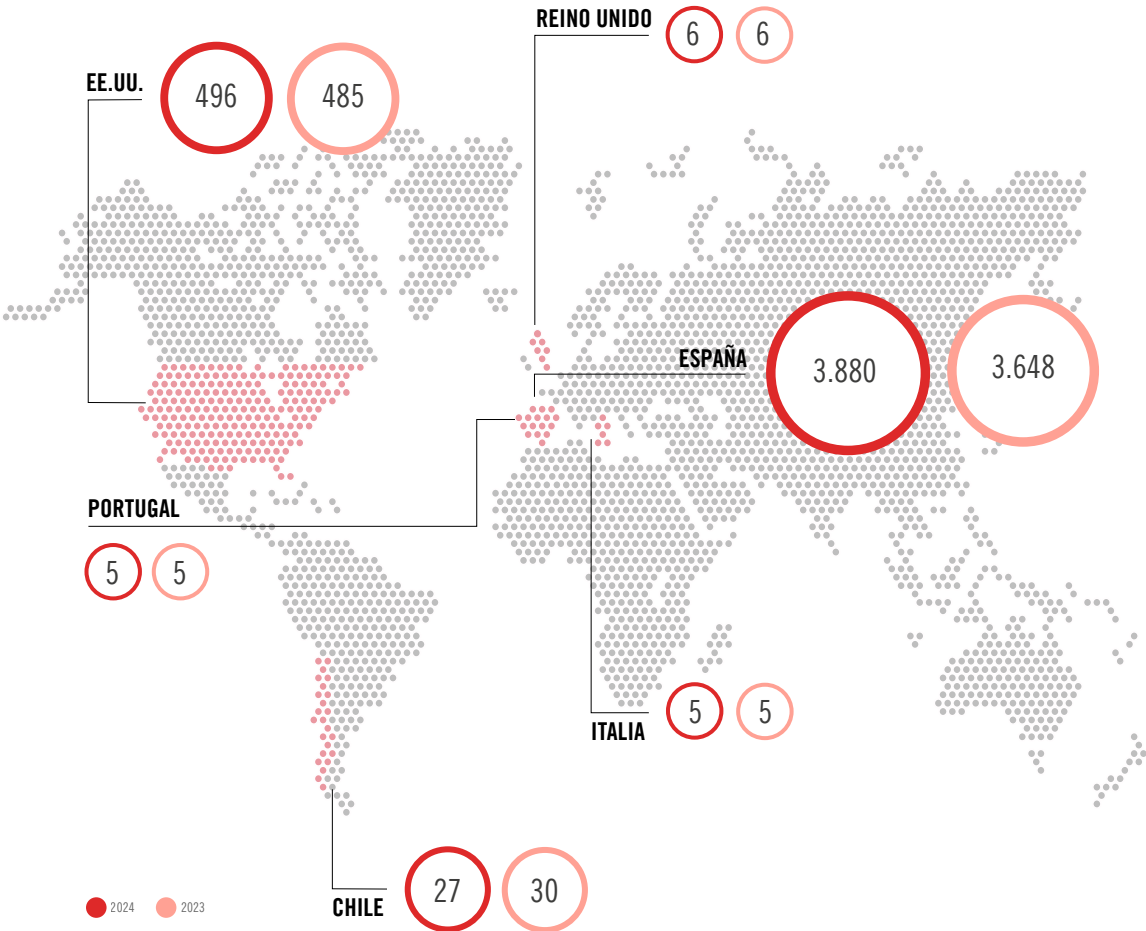 REINO UNIDO
6 6
EE.UU.
496 485
ESPAÑA
3.880 3.648
PORTUGAL
5 5
ITALIA
5 5
CHILE
27 30
2024 2023